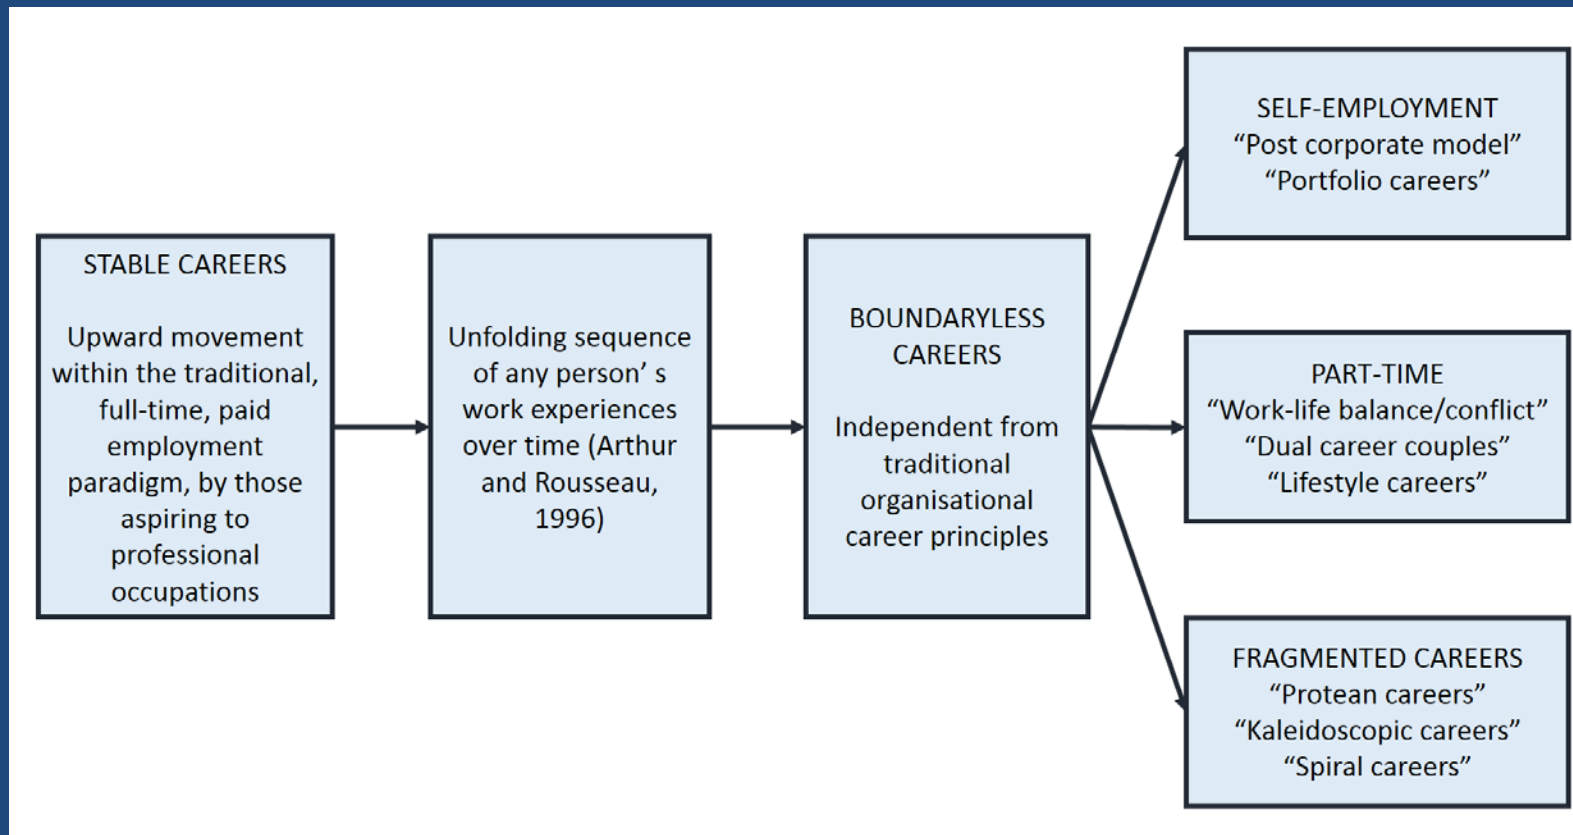 STABLE CAREERS
Upward movement
within the traditional,
full-time, paid
employment
paradigm, by those
aspiring to
professional
occupations
Unfolding sequence
of any person’ s
work experiences
over time (Arthur
and Rousseau,
1996)
BOUNDARYLESS
CAREERS
Independent from
traditional
organisational
career principles
SELF-EMPLOYMENT
“Post corporate model”
“Portfolio careers”
PART-TIME
“Work-life balance/conflict”
“Dual career couples”
“Lifestyle careers”
FRAGMENTED CAREERS
“Protean careers”
“Kaleidoscopic careers”
“Spiral careers”